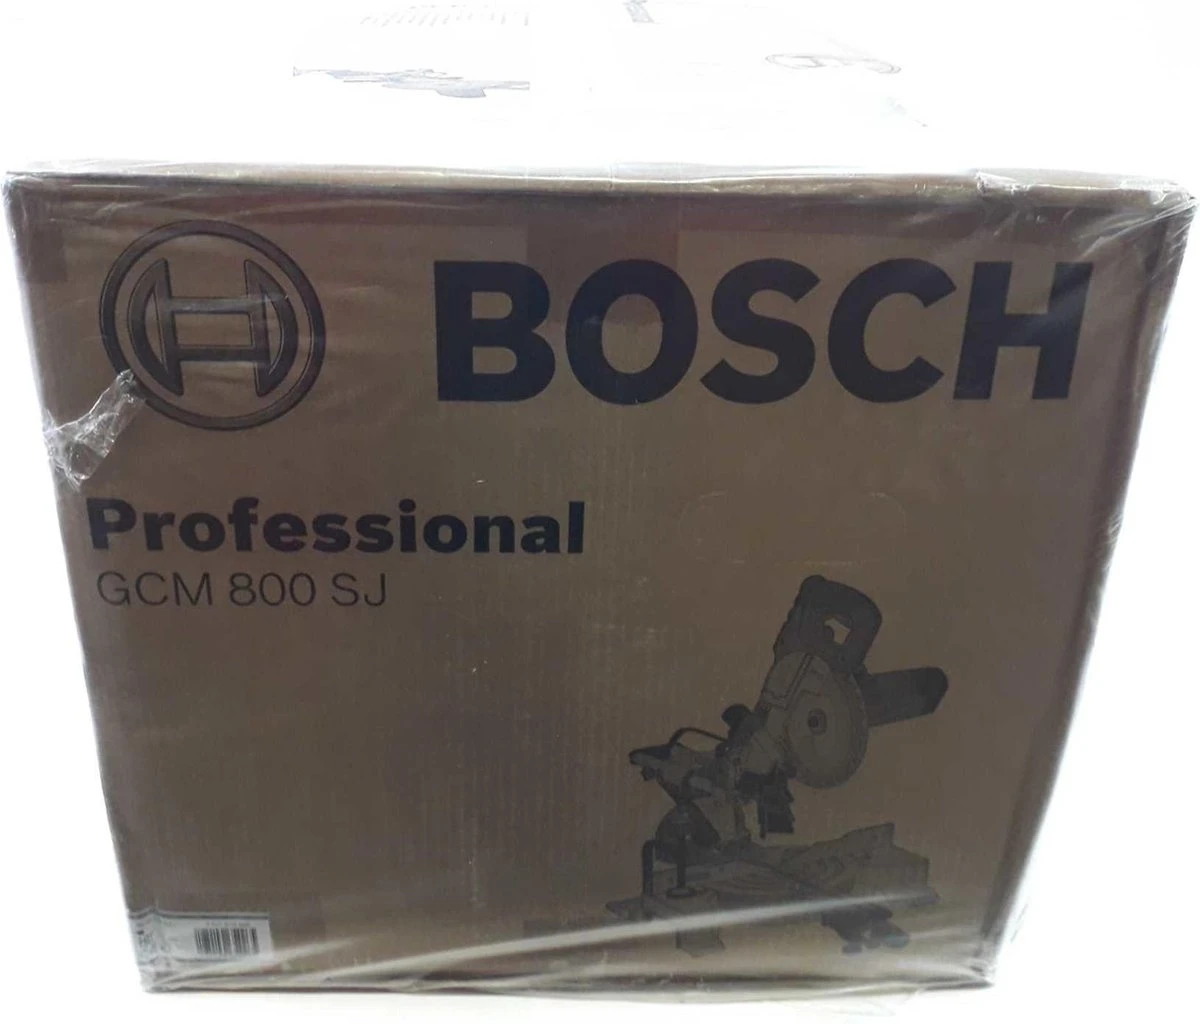 BOSCH
Professional
GCM 800 SJ